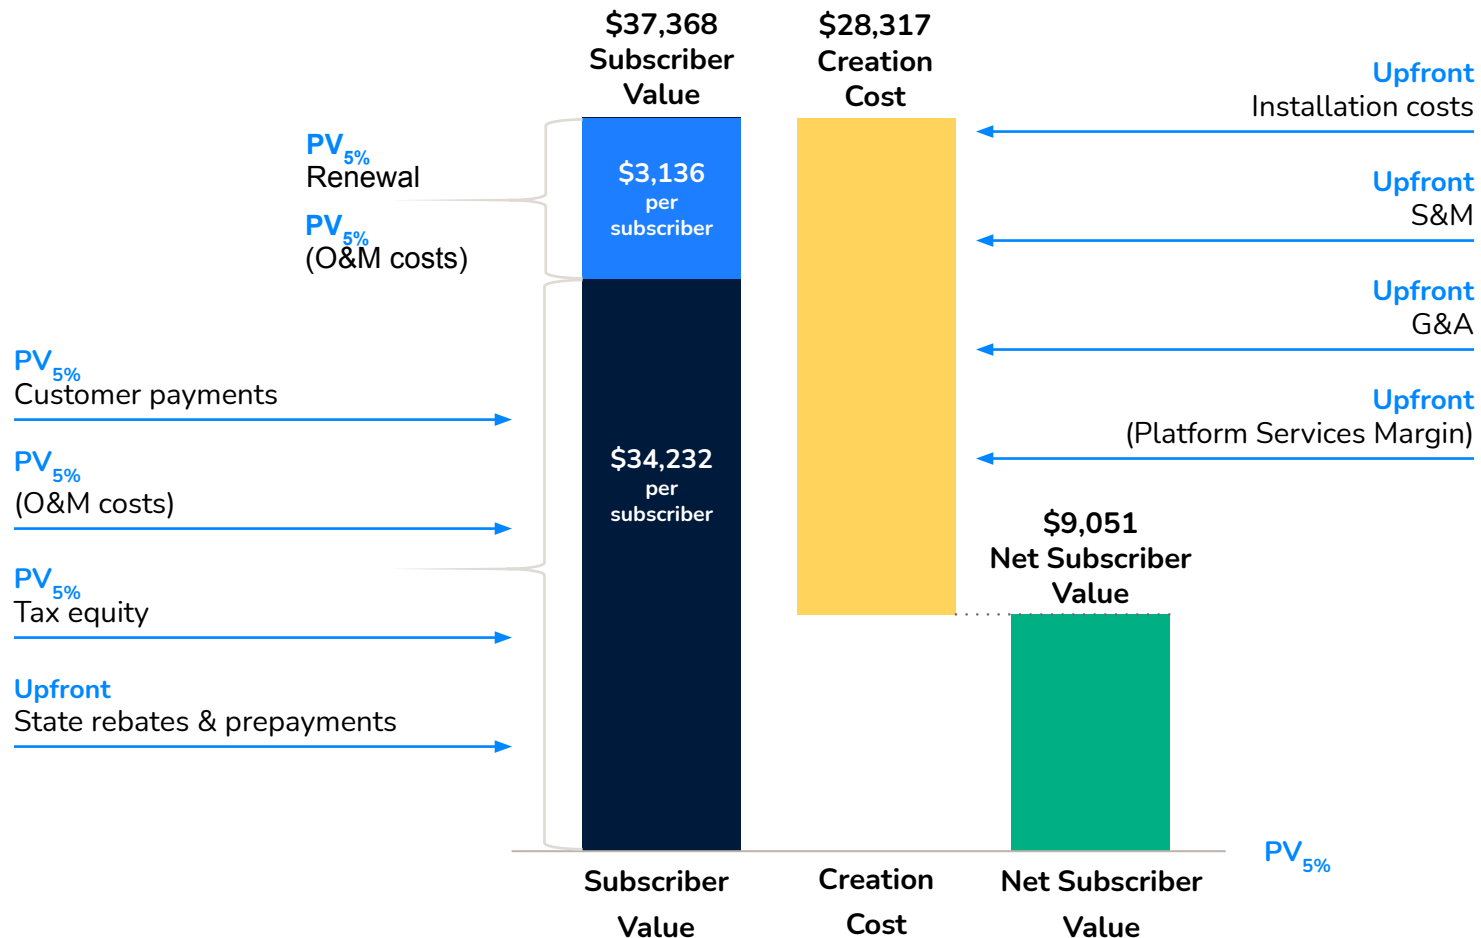 $37,368
Subscriber
Value
$28,317
Creation
Cost
PV5%
Renewal
PV5%
(O&M costs)
$3,136
per
subscriber
PV5%
Customer payments
PV5%
(O&M costs)
PV5%
Tax equity
Upfront
State rebates & prepayments
$34,232
per
subscriber
Upfront
Installation costs
Upfront
S&M
Upfront
G&A
Upfront
(Platform Services Margin)
$9,051
Net Subscriber
Value
PV5%
Subscriber
Value
Creation
Cost
Net Subscriber
Value